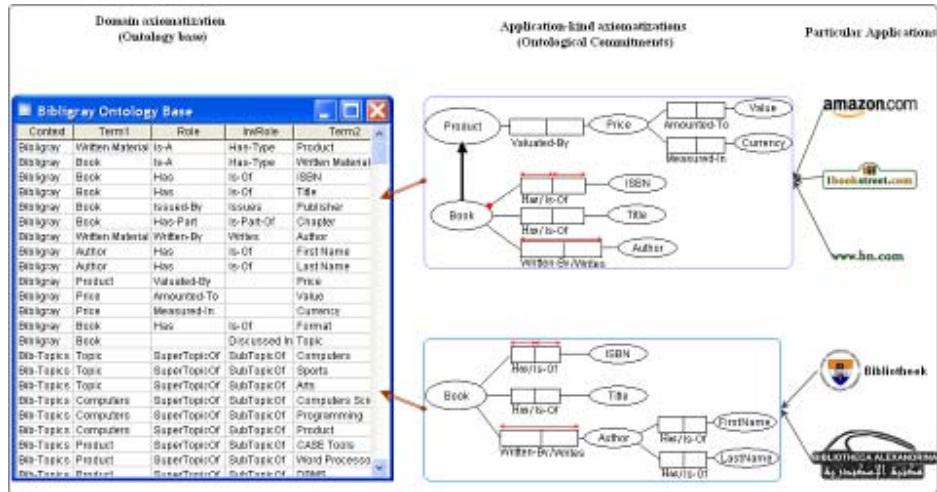 Domain axiomatization
(Ontology base)
Application-kind axiomatizations
(Ontological Commitments)
Particular Applications
Bibligray Ontology Base
Context Term1 Role InvRole Term2
Bibligray Written Material Is-A Has-Type Product
Bibligray Book Is-A Has-Type Written Material
Bibligray Book Has Is-Of ISBN
Bibligray Book Has Is-Of Title
Bibligray Book Issued-By Issues Publisher
Bibligray Book Has-Part Is-Part-Of Chapter
Bibligray Written Material Written-By Writes Author
Bibligray Author Has Is-Of First Name
Bibligray Author Has Is-Of Last Name
Bibligray Product Valuated-By Price
Bibligray Price Amounted-To Value
Bibligray Price Measured-In Currency
Bibligray Book Has Is-Of Format
Bibligray Book Discussed In Topic
Bib-Topics Topic SuperTopicOf SubTopicOf Computers
Bib-Topics Topic SuperTopicOf SubTopicOf Sports
Bib-Topics Topic SuperTopicOf SubTopicOf Arts
Bib-Topics Computers SuperTopicOf SubTopicOf Computers Sci
Bib-Topics Computers SuperTopicOf SubTopicOf Programming
Bib-Topics Computers SuperTopicOf SubTopicOf Product
Bib-Topics Product SuperTopicOf SubTopicOf CASE Tools
Bib-Topics Product SuperTopicOf SubTopicOf Word Processo
Bib-Topics Product SuperTopicOf SubTopicOf DBMS
Product
Valuated-By
Price
Amounted-To
Value
Measured-In
Currency
Book
Has/Is-Of
ISBN
Has/Is-Of
Title
Written-By/Writes
Author
amazon.com
1bookstreet.com
www.bn.com
Book
Has/Is-Of
ISBN
Has/Is-Of
Title
Written-By/Writes
Author
Has/Is-Of
FirstName
Has/Is-Of
LastName
Bibliotheek
BIBLIOTHECA ALEXANDRINA
مكتبة الإسكندرية